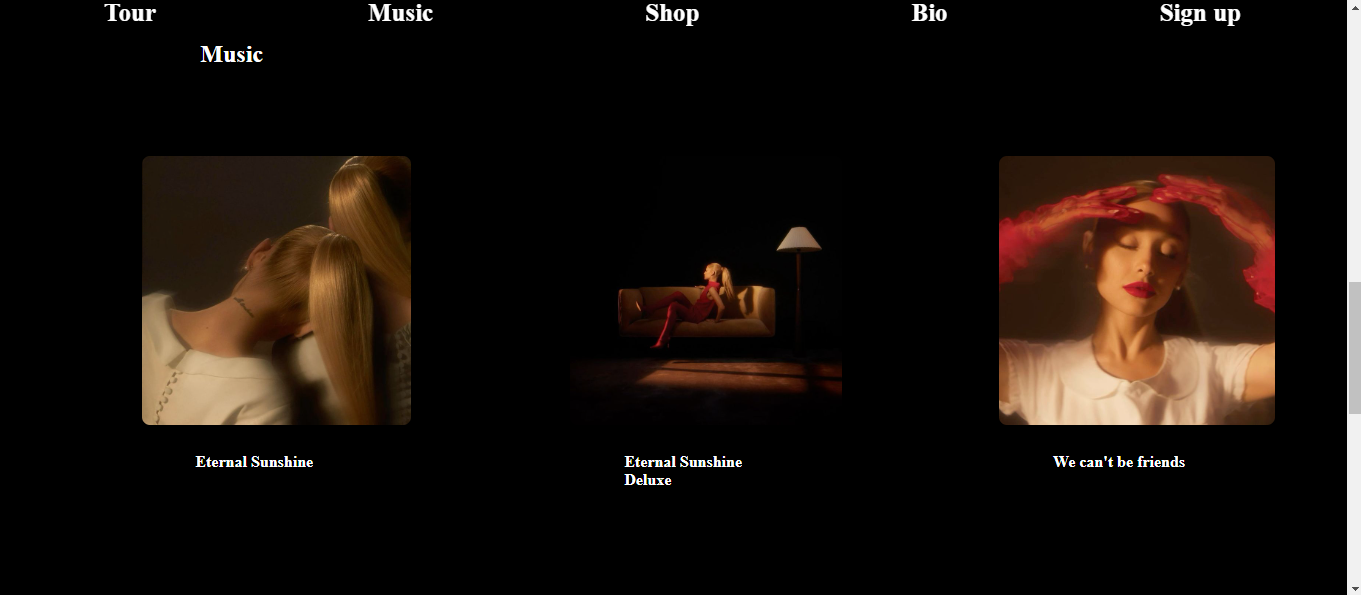 Tour Music Shop Bio Sign up
Music
Eternal Sunshine
Eternal Sunshine
Deluxe
We can't be friends